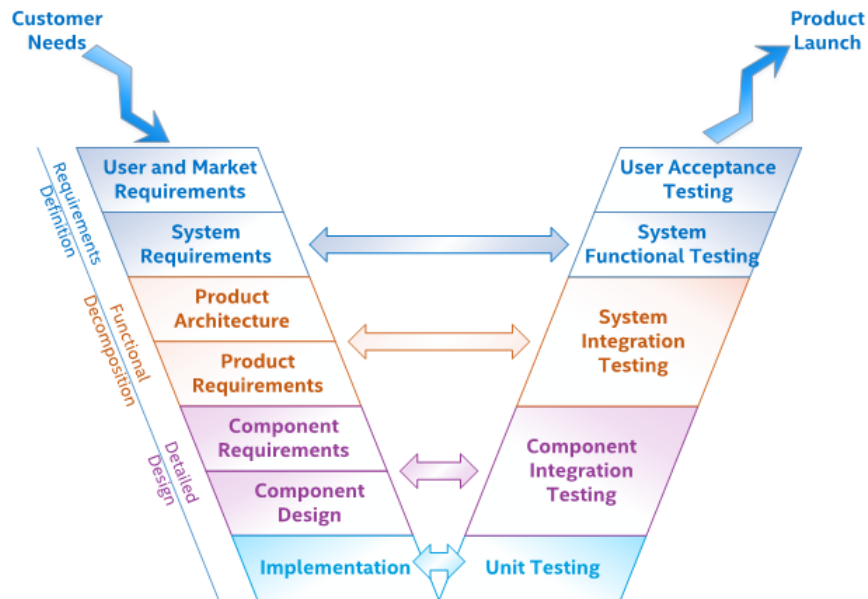 Customer
Needs
Product
Launch
Requirements
Definition
User and Market
Requirements
User Acceptance
Testing
System
Requirements
System
Functional Testing
Functional
Decomposition
Product
Architecture
Product
Requirements
System
Integration
Testing
Detailed
Design
Component
Requirements
Component
Design
Component
Integration
Testing
Implementation
Unit Testing